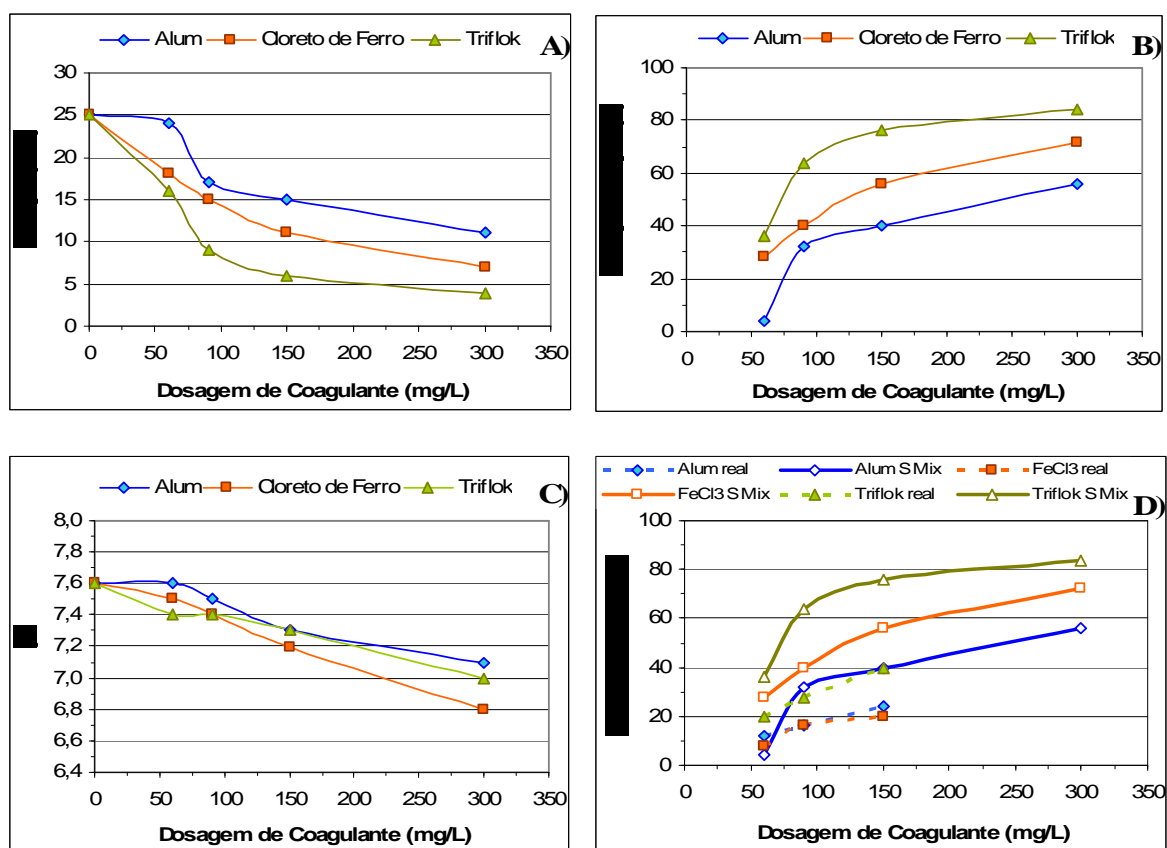 Alum Cloreto de Ferro Triflok A)
30
25
20
15
10
5
0
0 50 100 150 200 250 300 350
Dosagem de Coagulante (mg/L)
Alum Cloreto de Ferro Triflok B)
100
80
60
40
20
0
0 50 100 150 200 250 300 350
Dosagem de Coagulante (mg/L)
Alum Cloreto de Ferro Triflok
C)
8,0
7,8
7,6
7,4
7,2
7,0
6,8
6,6
6,4
0 50 100 150 200 250 300 350
Dosagem de Coagulante (mg/L)
Alum real Alum S Mix FeCl3 real
FeCl3 S Mix Triflok real Triflok S Mix
D)
100
80
60
40
20
0
0 50 100 150 200 250 300 350
Dosagem de Coagulante (mg/L)